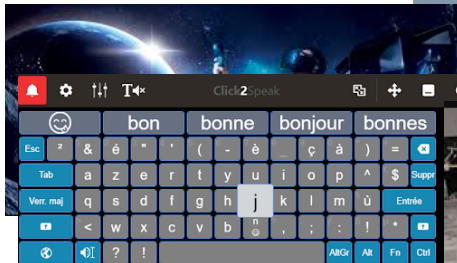 T
Click2Speak
bon bonne bonjour bonnes
Esc ² & é " ' ( - è _ ç à ) =
Tab a z e r t y u i o p ^ $ Suppr
Verr. maj q s d f g h j k l m ù Entrée
< w x c v b n , ; : ! *
? ! AltGr Alt Fn Ctrl